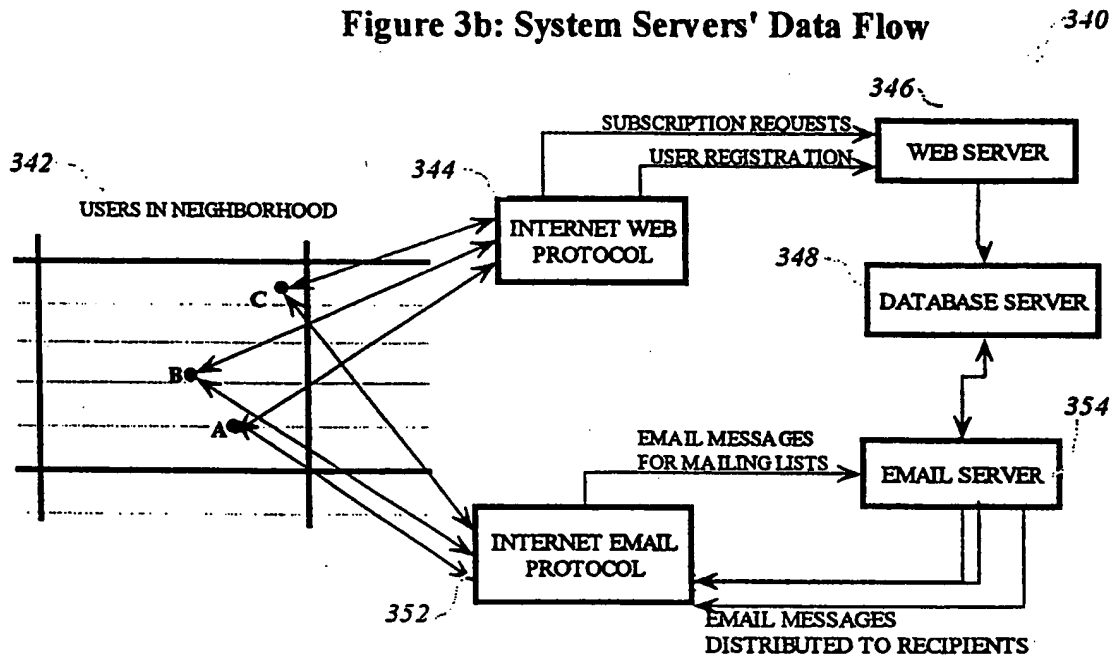 Figure 3b: System Servers' Data Flow
340
346
SUBSCRIPTION REQUESTS
WEB SERVER
USER REGISTRATION
342
344
USERS IN NEIGHBORHOOD
INTERNET WEB
PROTOCOL
348
DATABASE SERVER
C
B
A
354
EMAIL MESSAGES
FOR MAILING LISTS
EMAIL SERVER
INTERNET EMAIL
PROTOCOL
352
EMAIL MESSAGES
DISTRIBUTED TO RECIPIENTS